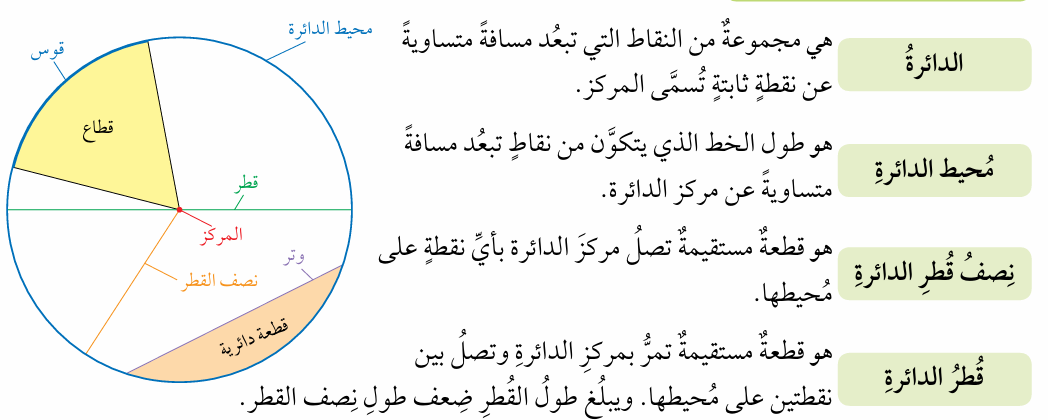 الدائرةُ
هي مجموعةٌ من النقاط التي تبعُد مسافةً متساويةً
عن نقطةٍ ثابتةٍ تُسمَّى المركز.
مُحيط الدائرةِ
هو طول الخط الذي يتكوَّن من نقاطٍ تبعُد مسافةً
متساويةً عن مركز الدائرة.
نِصفُ قُطرِ الدائرةِ
هو قطعةٌ مستقيمةٌ تصلُ مركزَ الدائرة بأيِّ نقطةٍ على
مُحيطها.
قُطرُ الدائرةِ
هو قطعةٌ مستقيمةٌ تمرُّ بمركزِ الدائرةِ وتصلُ بين
نقطتين على مُحيطها. ويبلُغ طولُ القُطرِ ضِعف طولِ نِصف القطر.
محيط الدائرة
قوس
قطاع
قطر
المركز
وتر
نصف القطر
قطعة دائرية